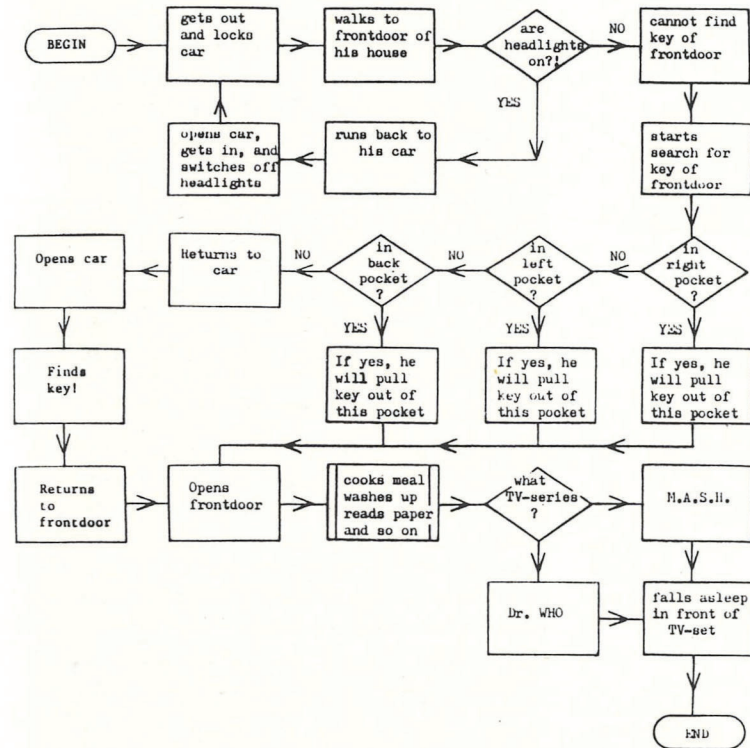 BEGIN
gets out
and locks
car
walks to
frontdoor of
his house
are
headlights
on?!
NO
cannot find
key of
frontdoor
YES
opens car,
gets in, and
switches off
headlights
runs back to
his car
starts
search for
key of
frontdoor
Opens car
Returns to
car
NO
in
back
pocket
?
NO
in
left
pocket
?
NO
in
right
pocket
?
YES
YES
YES
Finds
key!
If yes, he
will pull
key out of
this pocket
If yes, he
will pull
key out of
this pocket
If yes, he
will pull
key out of
this pocket
Returns
to
frontdoor
Opens
frontdoor
cooks meal
washes up
reads paper
and so on
what
TV-series
?
M.A.S.H.
Dr. WHO
falls asleep
in front of
TV-set
END